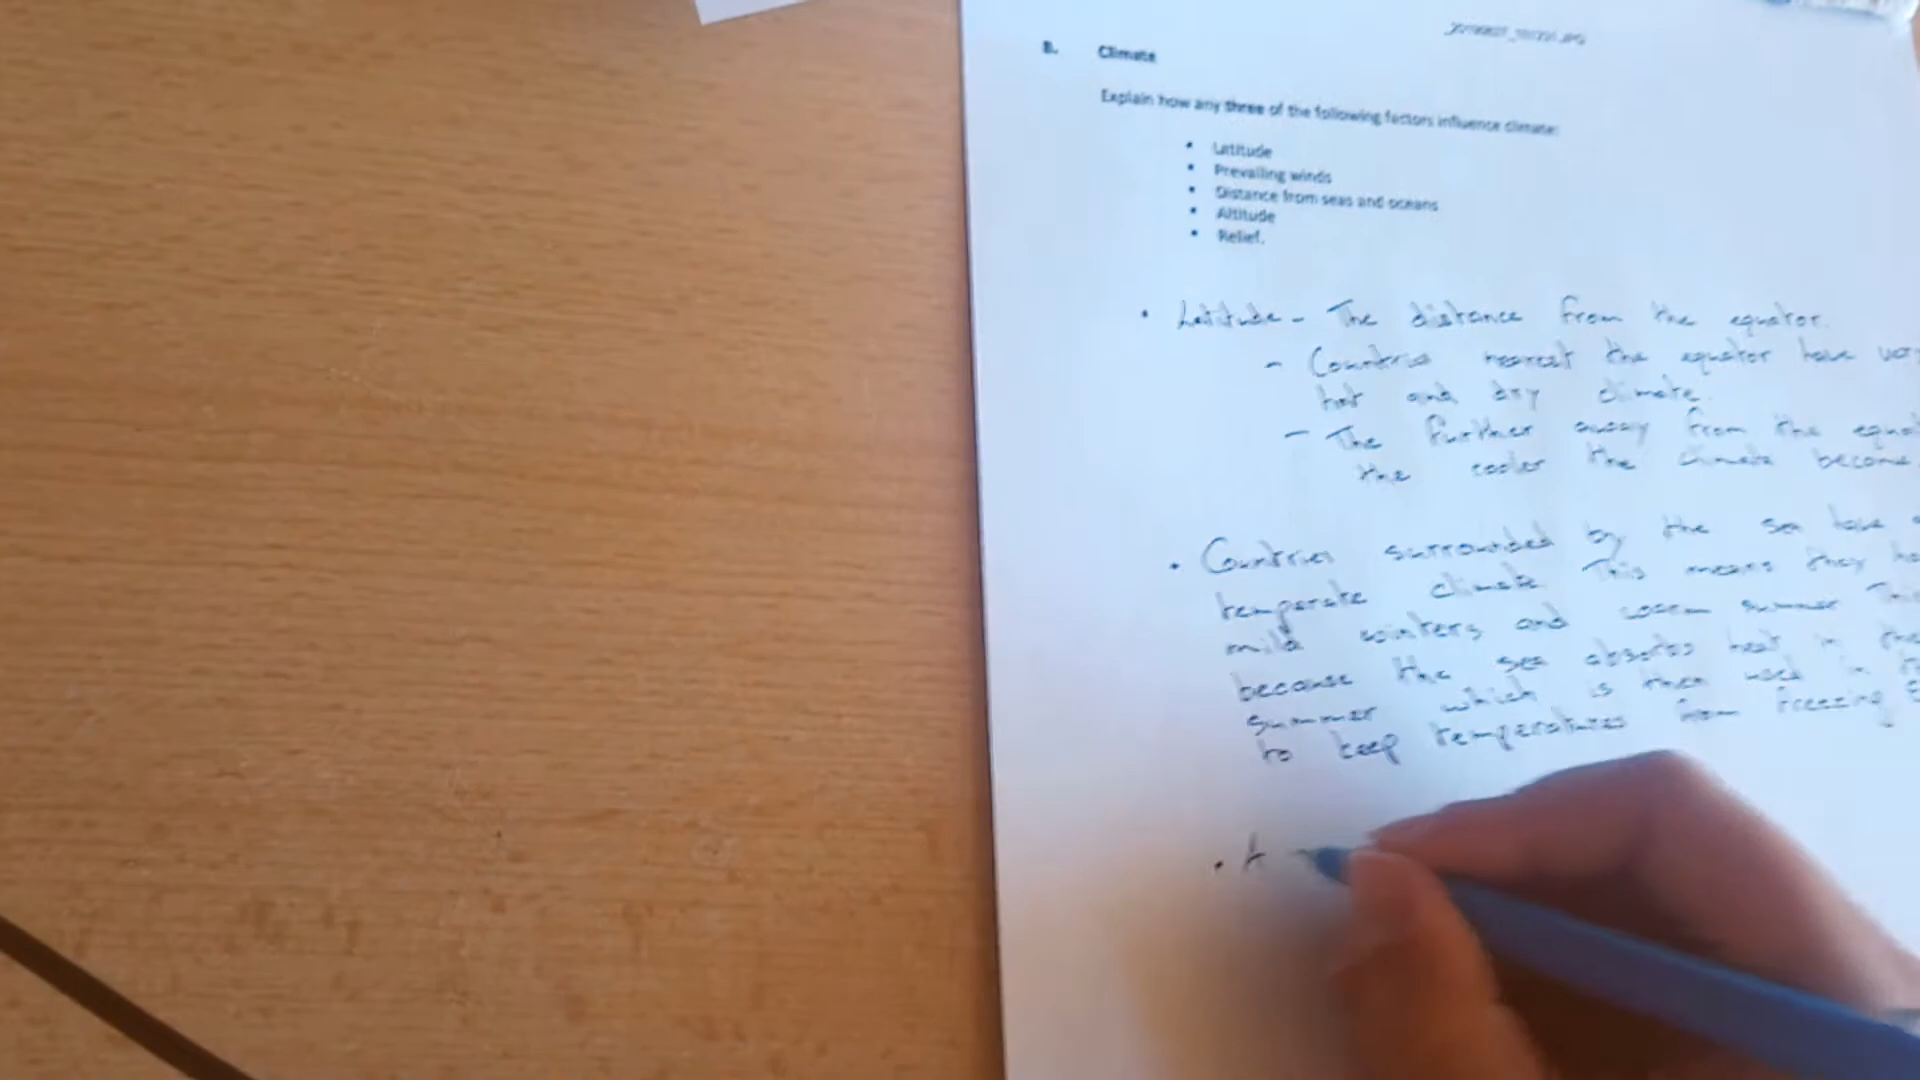 B. Climate
Explain how any three of the following factors influence climate:
• Latitude
• Prevailing winds
• Distance from seas and oceans
• Altitude
• Relief.
• Latitude - The distance from the equator.
- Countries nearest the equator have
hot and dry climate.
- The further away from the
the cooler the climate
• Countries surrounded by the sea have
temperate climate. This means they
mild winters and warm summer
because the sea absorbs heat in the
summer which is then used in
to keep temperatures from freezing
• A